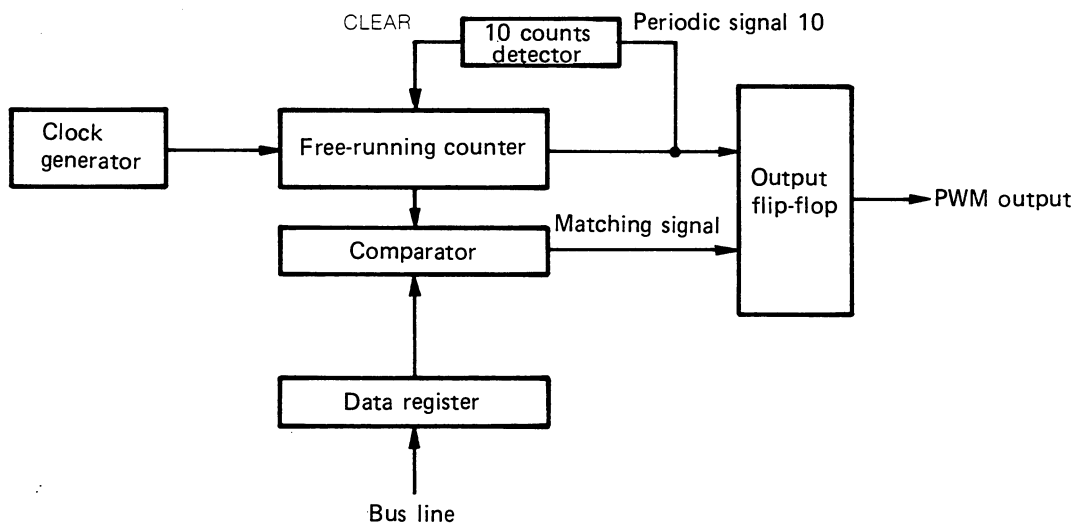 CLEAR
10 counts
detector
Periodic signal 10
Clock
generator
Free-running counter
Output
flip-flop
PWM output
Matching signal
Comparator
Data register
Bus line